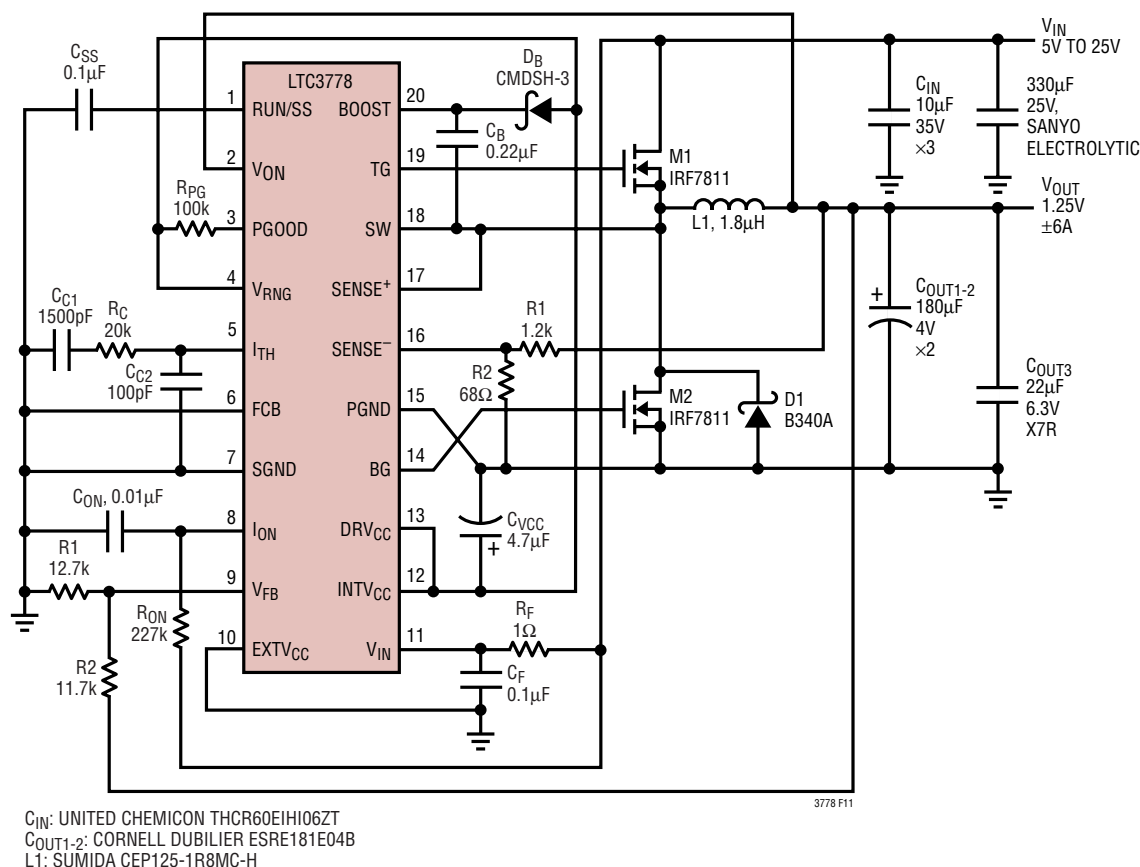 V_IN
5V TO 25V
C_SS
0.1µF
D_B
CMDSH-3
LTC3778
C_IN
10µF
35V
×3
330µF
25V,
SANYO
ELECTROLYTIC
1
RUN/SS
BOOST
20
C_B
0.22µF
2
V_ON
TG
19
M1
IRF7811
R_PG
100k
3
PGOOD
SW
18
L1, 1.8µH
V_OUT
1.25V
±6A
4
V_RNG
SENSE+
17
C_C1
1500pF
R_C
20k
5
I_TH
SENSE−
16
R1
1.2k
C_OUT1-2
180µF
4V
×2
+
C_C2
100pF
R2
68Ω
6
FCB
PGND
15
M2
IRF7811
D1
B340A
C_OUT3
22µF
6.3V
X7R
7
SGND
BG
14
C_ON, 0.01µF
8
I_ON
DRV_CC
13
C_VCC
4.7µF
+
R1
12.7k
9
V_FB
INTV_CC
12
R_ON
227k
R_F
1Ω
10
EXTV_CC
V_IN
11
R2
11.7k
C_F
0.1µF
3778 F11
C_IN: UNITED CHEMICON THCR60EIHI06ZT
C_OUT1-2: CORNELL DUBILIER ESRE181E04B
L1: SUMIDA CEP125-1R8MC-H